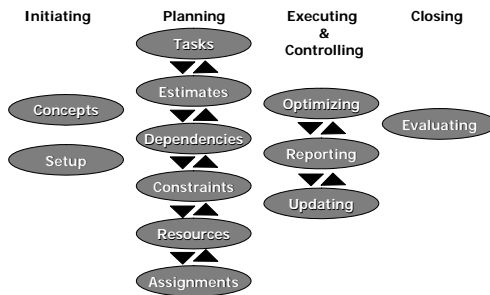 Initiating
Concepts
Setup
Planning
Tasks
Estimates
Dependencies
Constraints
Resources
Assignments
Executing
&
Controlling
Optimizing
Reporting
Updating
Closing
Evaluating